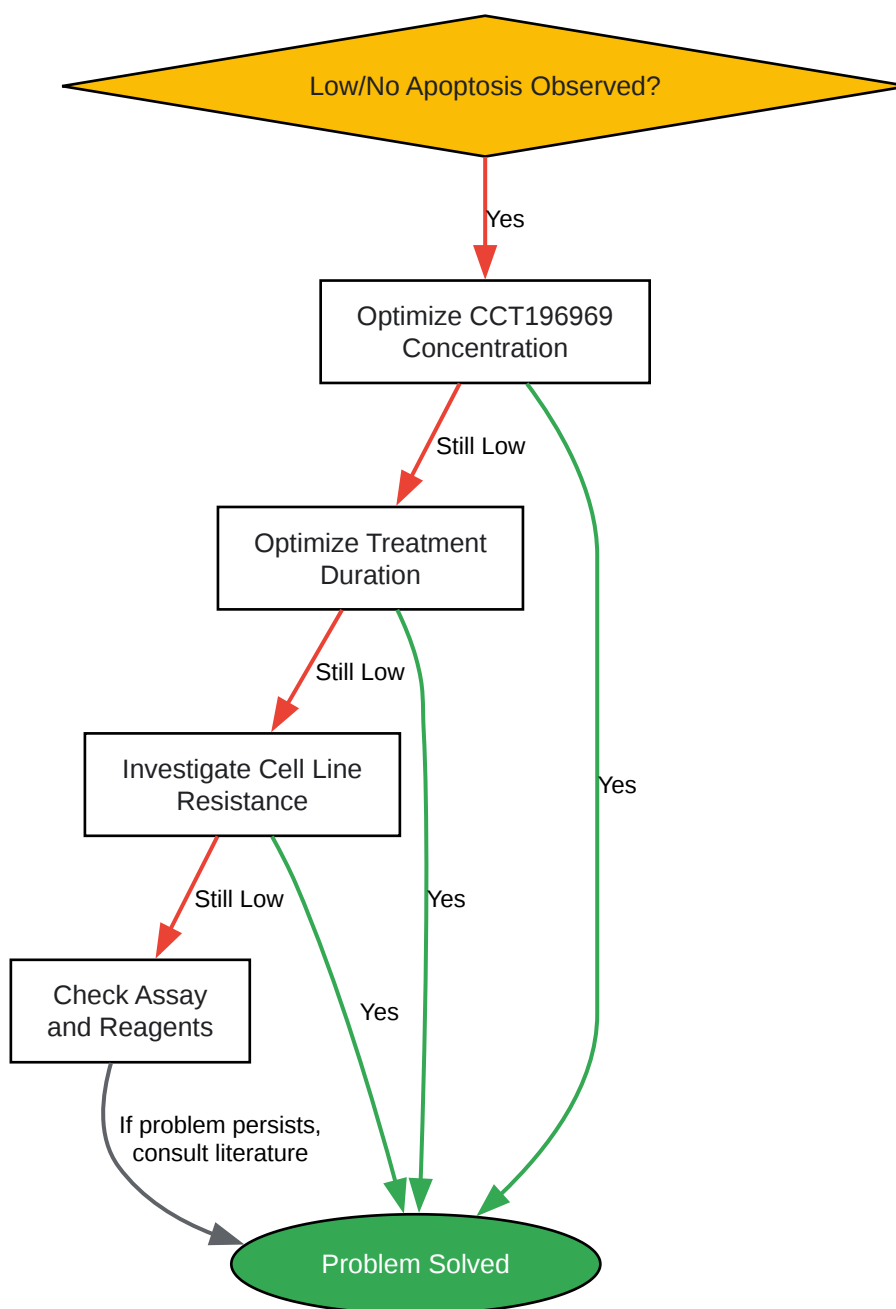 Low/No Apoptosis Observed?
Yes
Optimize CCT196969
Concentration
Still Low
Optimize Treatment
Duration
Still Low
Investigate Cell Line
Resistance
Yes
Still Low
Yes
Check Assay
and Reagents
Yes
If problem persists,
consult literature
Problem Solved